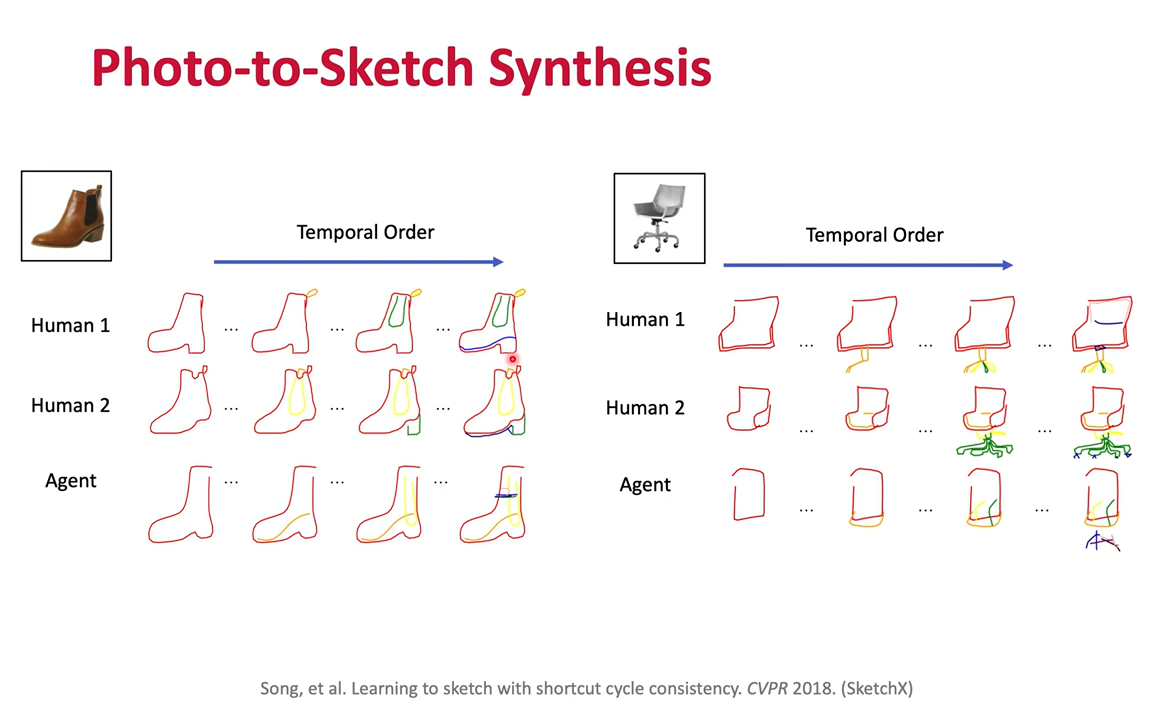 Photo-to-Sketch Synthesis
Temporal Order
Human 1
...
...
...
Human 2
...
...
...
Agent
...
...
...
Temporal Order
Human 1
...
...
...
Human 2
...
...
...
Agent
...
...
...
Song, et al. Learning to sketch with shortcut cycle consistency. CVPR 2018. (SketchX)